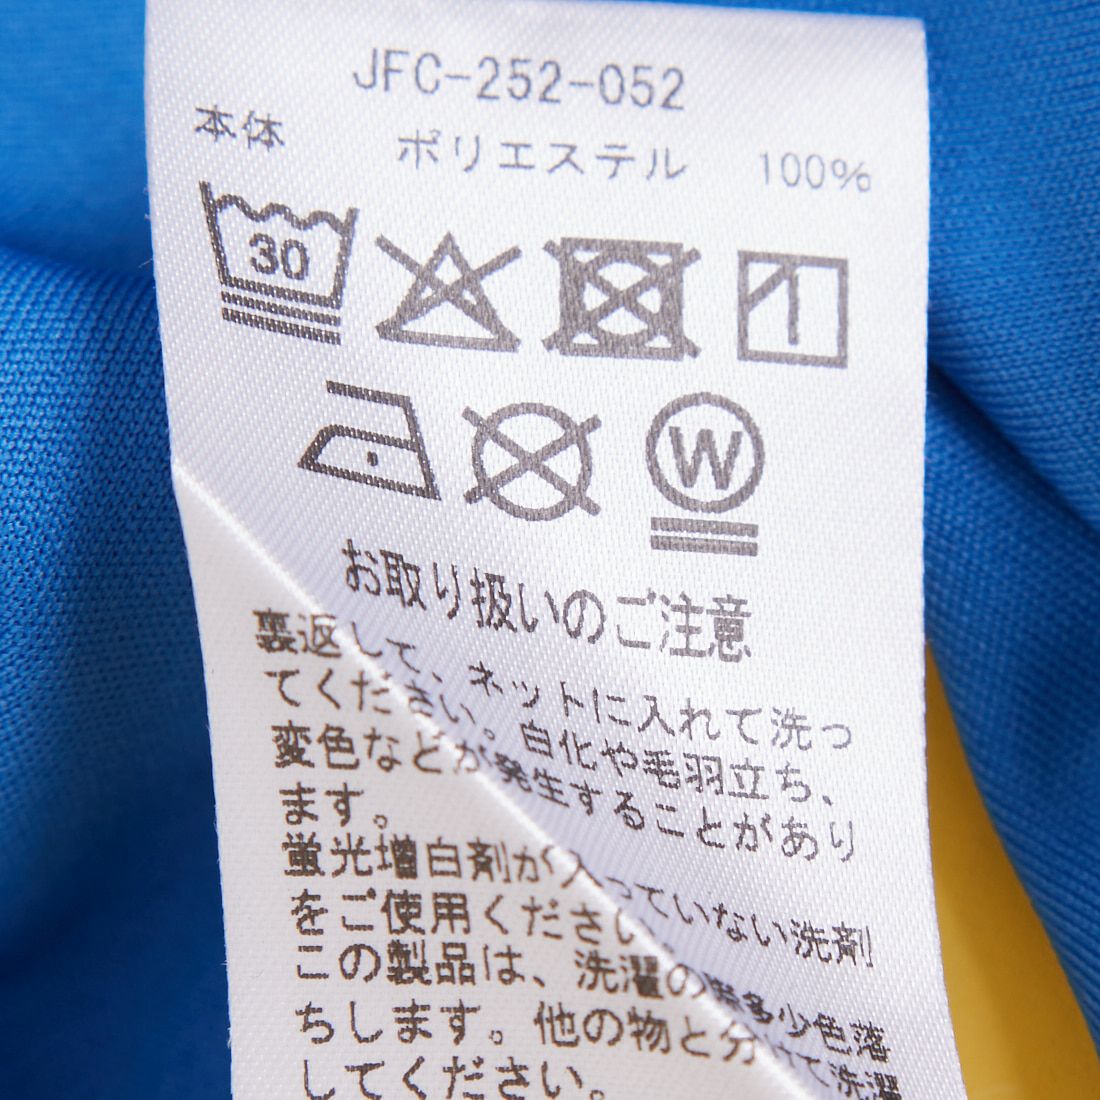 JFC-252-052
本体 ポリエステル 100%
30
W
お取り扱いのご注意
裏返して、ネットに入れて洗っ
てください。白化や毛羽立ち、
変色などが発生することがあり
ます。
蛍光増白剤が入っていない洗剤
をご使用ください。
この製品は、洗濯の時多少色落
ちします。他の物と分けて洗濯
してください。